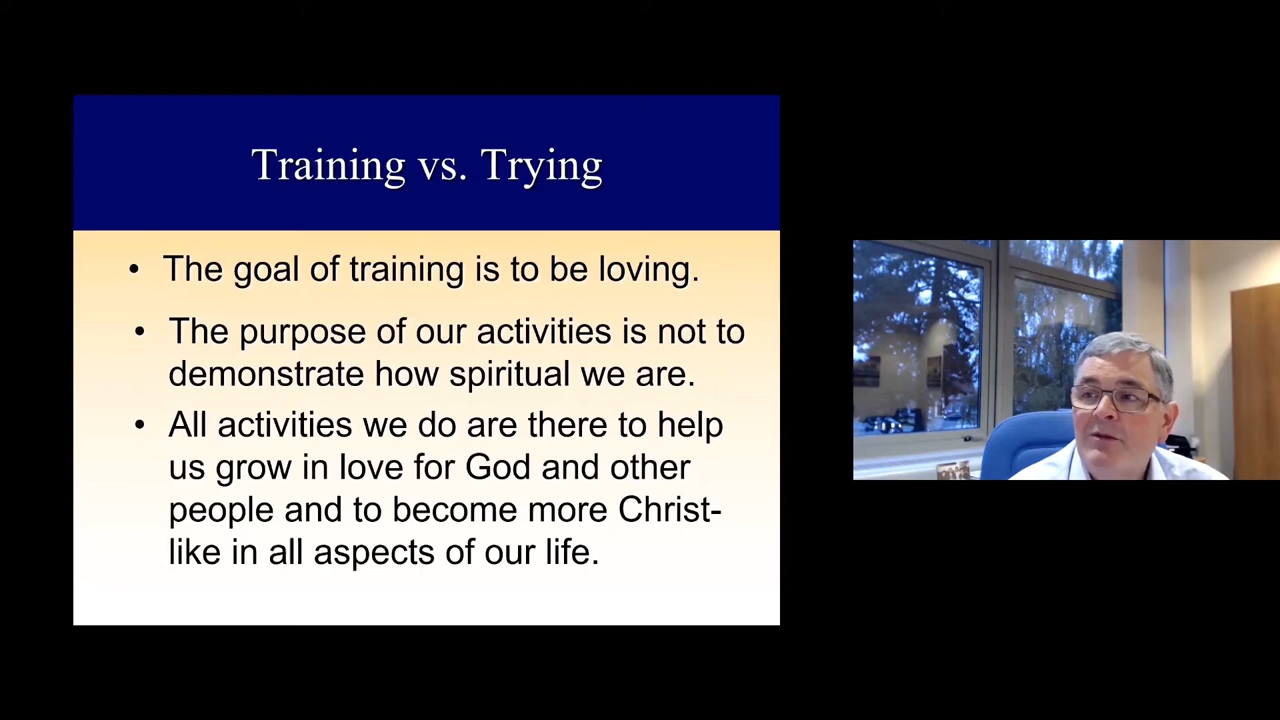 Training vs. Trying
• The goal of training is to be loving.
• The purpose of our activities is not to
demonstrate how spiritual we are.
• All activities we do are there to help
us grow in love for God and other
people and to become more Christ-
like in all aspects of our life.